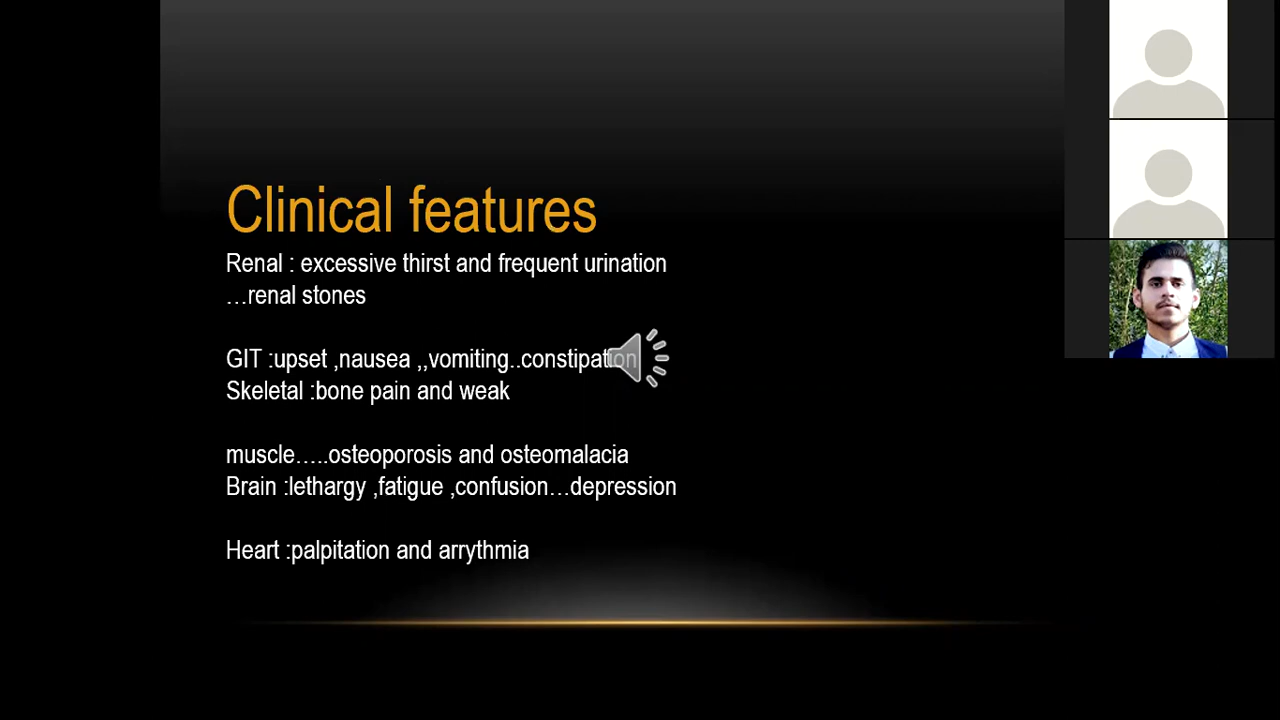 Clinical features
Renal : excessive thirst and frequent urination
…renal stones
GIT :upset ,nausea ,,vomiting..constipation
Skeletal :bone pain and weak
muscle…..osteoporosis and osteomalacia
Brain :lethargy ,fatigue ,confusion…depression
Heart :palpitation and arrythmia